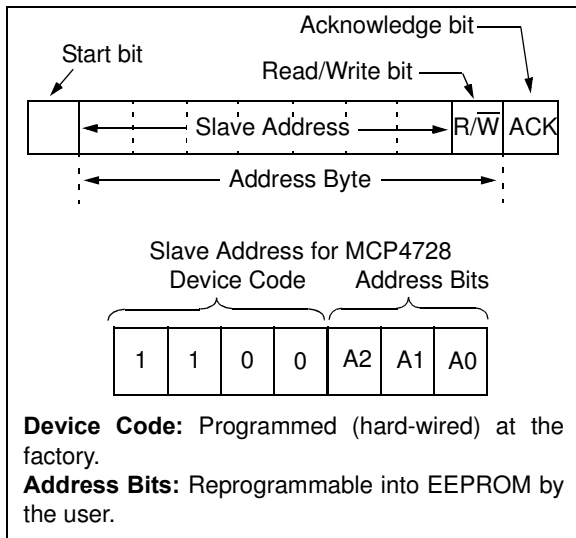 Acknowledge bit
Start bit
Read/Write bit
Slave Address R/W̅ ACK
Address Byte
Slave Address for MCP4728
Device Code Address Bits
1 1 0 0 A2 A1 A0
Device Code: Programmed (hard-wired) at the
factory.
Address Bits: Reprogrammable into EEPROM by
the user.